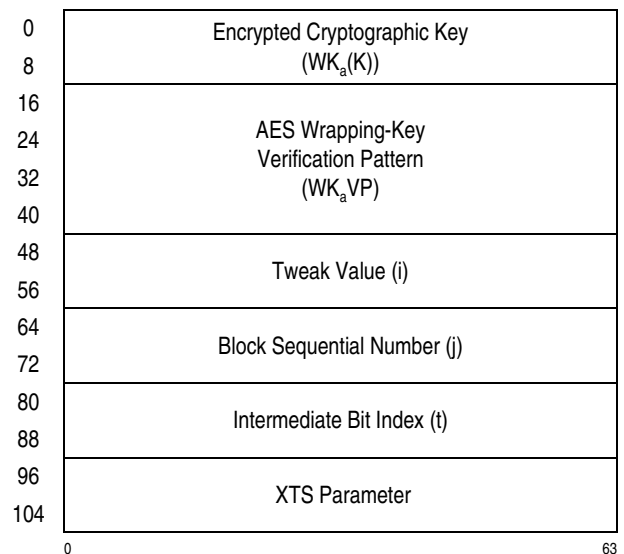 0
Encrypted Cryptographic Key
8
(WKₐ(K))
16
24
AES Wrapping-Key
Verification Pattern
32
(WKₐVP)
40
48
Tweak Value (i)
56
64
Block Sequential Number (j)
72
80
Intermediate Bit Index (t)
88
96
XTS Parameter
104
0 63